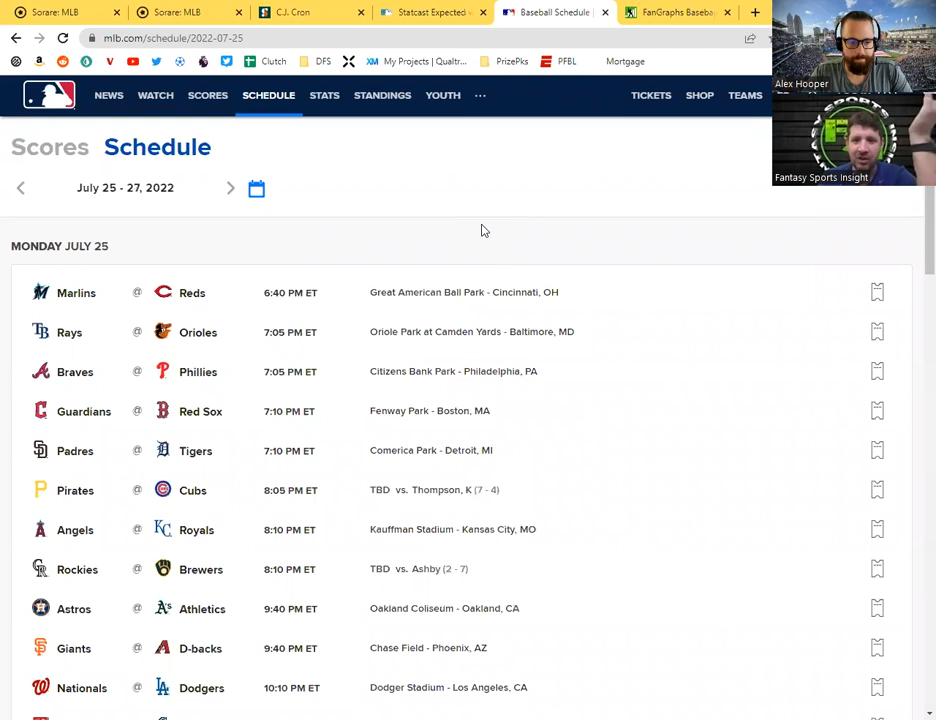 Sorare: MLB
Sorare: MLB
C.J. Cron
Statcast Expected
Baseball Schedule
FanGraphs Baseba
mlb.com/schedule/2022-07-25
Clutch
DFS
My Projects | Qualtr...
PrizePks
PFBL
Mortgage
Alex Hooper
NEWS WATCH SCORES SCHEDULE STATS STANDINGS YOUTH ... TICKETS SHOP TEAMS
Fantasy Sports Insight
Scores Schedule
July 25 - 27, 2022
MONDAY JULY 25
Marlins @ Reds 6:40 PM ET Great American Ball Park - Cincinnati, OH
Rays @ Orioles 7:05 PM ET Oriole Park at Camden Yards - Baltimore, MD
Braves @ Phillies 7:05 PM ET Citizens Bank Park - Philadelphia, PA
Guardians @ Red Sox 7:10 PM ET Fenway Park - Boston, MA
Padres @ Tigers 7:10 PM ET Comerica Park - Detroit, MI
Pirates @ Cubs 8:05 PM ET TBD vs. Thompson, K (7 - 4)
Angels @ Royals 8:10 PM ET Kauffman Stadium - Kansas City, MO
Rockies @ Brewers 8:10 PM ET TBD vs. Ashby (2 - 7)
Astros @ Athletics 9:40 PM ET Oakland Coliseum - Oakland, CA
Giants @ D-backs 9:40 PM ET Chase Field - Phoenix, AZ
Nationals @ Dodgers 10:10 PM ET Dodger Stadium - Los Angeles, CA